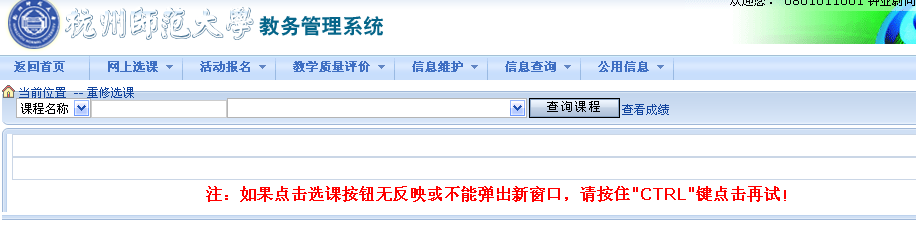 欢迎您： 0801011001
杭州师范大学 教务管理系统
返回首页 网上选课 活动报名 教学质量评价 信息维护 信息查询 公用信息
当前位置 -- 重修选课
课程名称 查询课程 查看成绩
注：如果点击选课按钮无反映或不能弹出新窗口，请按住"CTRL"键点击再试！